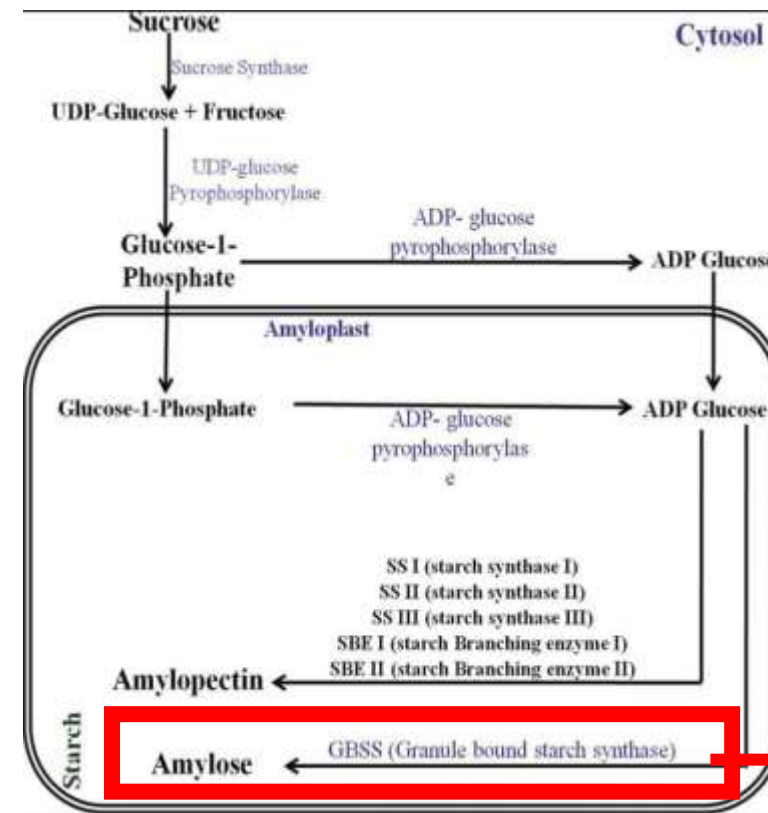 Sucrose
Cytosol
Sucrose Synthase
UDP-Glucose + Fructose
UDP-glucose
Pyrophosphorylase
Glucose-1-
Phosphate
ADP- glucose
pyrophosphorylase
ADP Glucose
Amyloplast
Glucose-1-Phosphate
ADP- glucose
pyrophosphorylas
e
ADP Glucose
SS I (starch synthase I)
SS II (starch synthase II)
SS III (starch synthase III)
SBE I (starch Branching enzyme I)
SBE II (starch Branching enzyme II)
Amylopectin
Starch
Amylose
GBSS (Granule bound starch synthase)